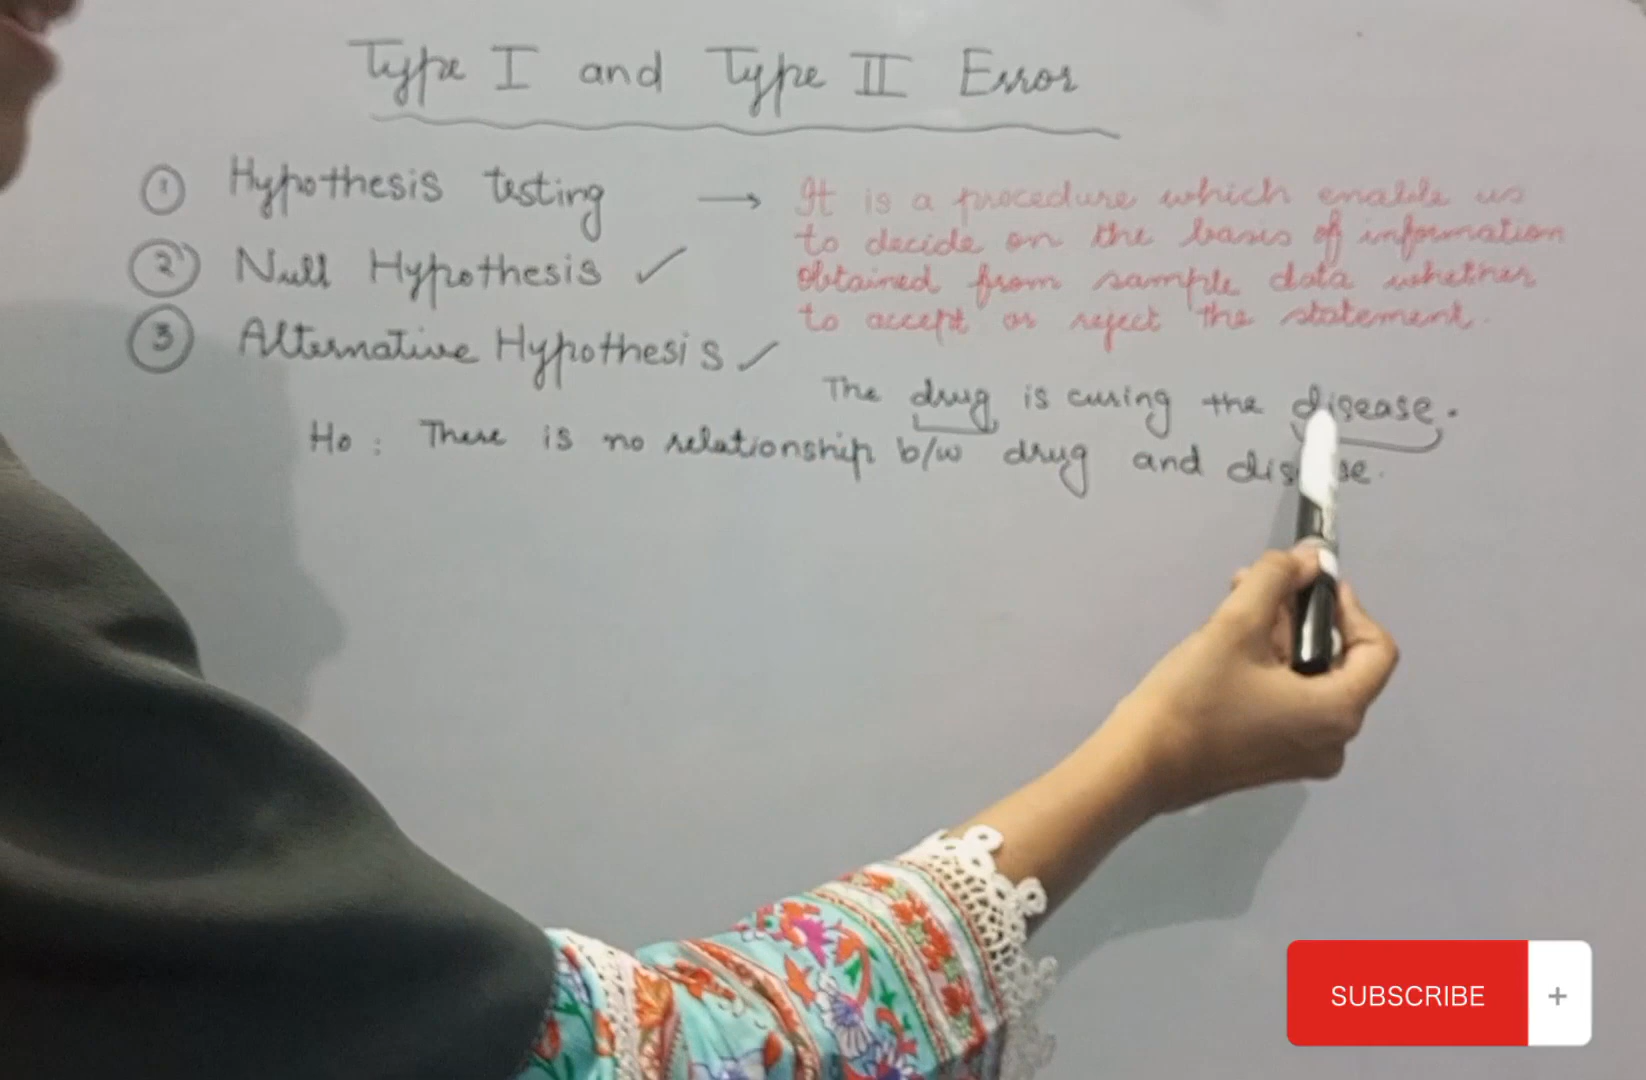 Type I and Type II Error
① Hypothesis testing →
It is a procedure which enable us
to decide on the basis of information
obtained from sample data whether
to accept or reject the statement.
② Null Hypothesis ✓
③ Alternative Hypothesis ✓
The drug is curing the disease.
Ho : There is no relationship b/w drug and disease.
SUBSCRIBE +